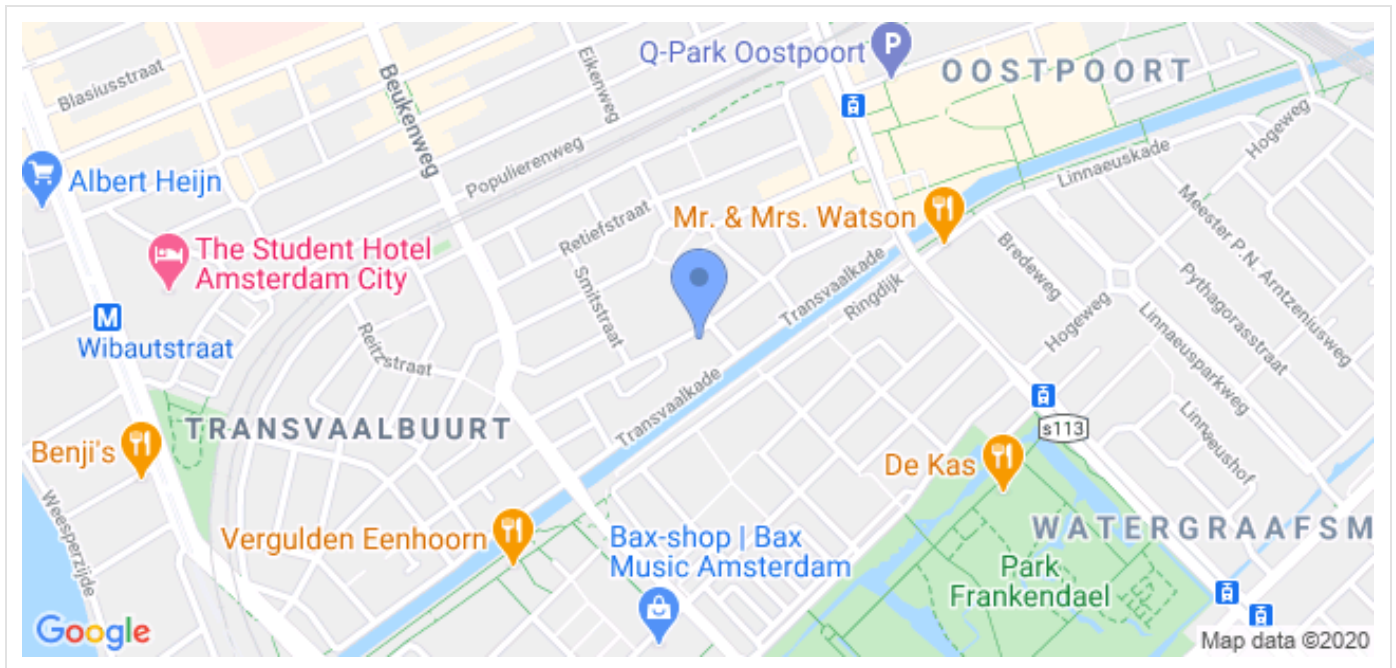 Q-Park Oostpoort
P
OOSTPOORT
Blasiusstraat
Beukenweg
Eikenweg
Hogeweg
Populierenweg
Linnaeuskade
Albert Heijn
Meester P.N. Arntzeniusweg
Mr. & Mrs. Watson
Retiefstraat
The Student Hotel
Amsterdam City
Bredeweg
Smitstraat
Transvaalkade
Ringdijk
Pythagorasstraat
M
Wibautstraat
Hogeweg
Linnaeusparkweg
Reitzstraat
Transvaalkade
TRANSVAALBUURT
s113
Linnaeushof
Benji's
De Kas
Weesperzijde
Vergulden Eenhoorn
Bax-shop | Bax
Music Amsterdam
WATERGRAAFSM
Park
Frankendael
Google
Map data ©2020